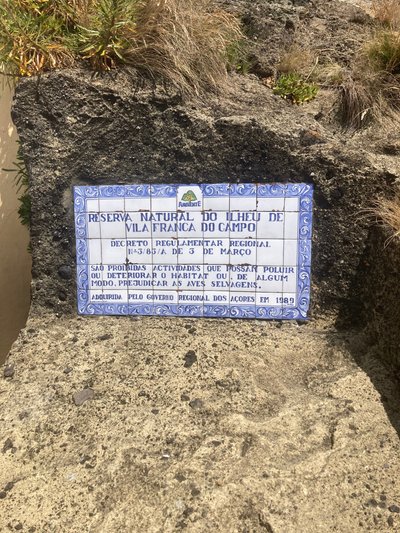 RESERVA NATURAL DO ILHEU DE
VILA FRANCA DO CAMPO
DECRETO REGULAMENTAR REGIONAL
Nº3/83/A DE 3 DE MARÇO
SAO PROIBIDAS ACTIVIDADES QUE POSSAM POLUIR
OU DETERIORAR O HABITAT OU, DE ALGUM
MODO, PREJUDICAR AS AVES SELVAGENS.
ADQUIRIDA PELO GOVERNO REGIONAL DOS AÇORES EM 1989